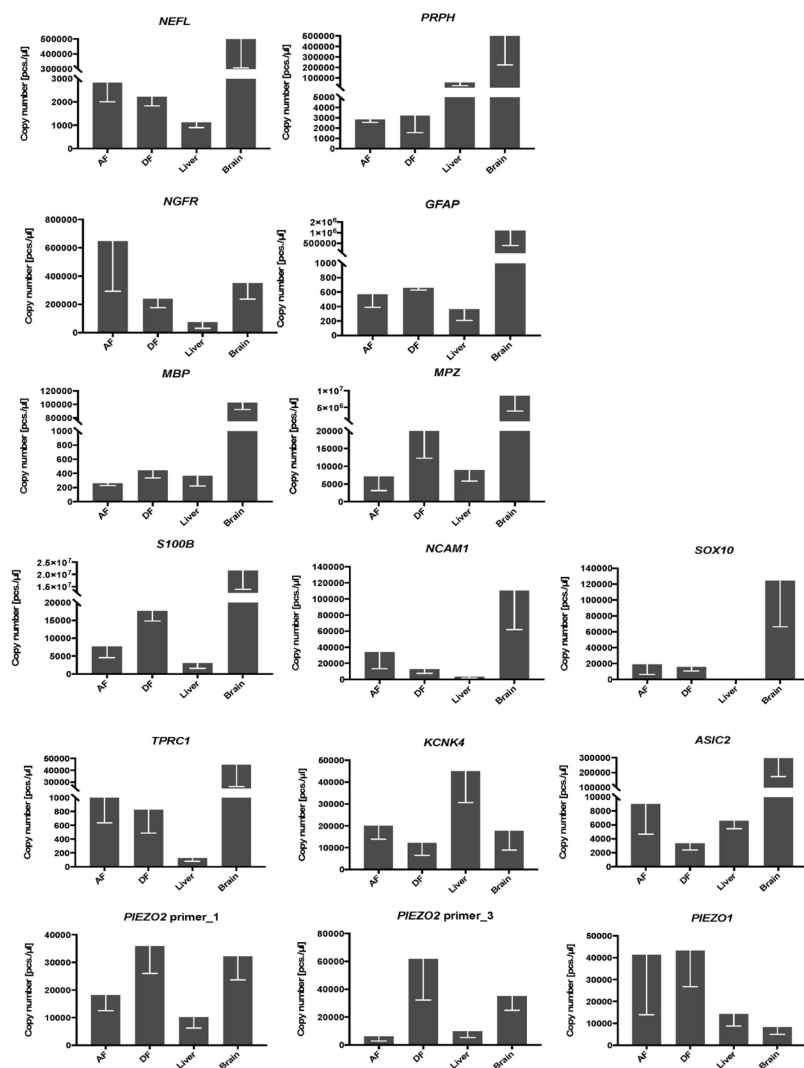 NEFL
Copy number [pcs./µl]
500000
400000
300000
3000
2000
1000
0
AF
DF
Liver
Brain
PRPH
Copy number [pcs./µl]
500000
400000
300000
200000
100000
6000
5000
4000
3000
2000
1000
0
AF
DF
Liver
Brain
NGFR
Copy number [pcs./µl]
800000
600000
400000
200000
0
AF
DF
Liver
Brain
GFAP
Copy number [pcs./µl]
2×10⁶
1×10⁶
500000
1000
800
600
400
200
0
AF
DF
Liver
Brain
MBP
Copy number [pcs./µl]
120000
100000
80000
1000
800
600
400
200
0
AF
DF
Liver
Brain
MPZ
Copy number [pcs./µl]
1×10⁷
5×10⁶
20000
15000
10000
5000
0
AF
DF
Liver
Brain
S100B
Copy number [pcs./µl]
2.5×10⁷
2.0×10⁷
1.5×10⁷
20000
15000
10000
5000
0
AF
DF
Liver
Brain
NCAM1
Copy number [pcs./µl]
140000
120000
100000
80000
60000
40000
20000
0
AF
DF
Liver
Brain
SOX10
Copy number [pcs./µl]
140000
120000
100000
80000
60000
40000
20000
0
AF
DF
Liver
Brain
TPRC1
Copy number [pcs./µl]
50000
40000
30000
1000
800
600
400
200
0
AF
DF
Liver
Brain
KCNK4
Copy number [pcs./µl]
50000
40000
30000
20000
10000
0
AF
DF
Liver
Brain
ASIC2
Copy number [pcs./µl]
300000
200000
100000
10000
8000
6000
4000
2000
0
AF
DF
Liver
Brain
PIEZO2 primer_1
Copy number [pcs./µl]
40000
30000
20000
10000
0
AF
DF
Liver
Brain
PIEZO2 primer_3
Copy number [pcs./µl]
80000
60000
40000
20000
0
AF
DF
Liver
Brain
PIEZO1
Copy number [pcs./µl]
50000
40000
30000
20000
10000
0
AF
DF
Liver
Brain